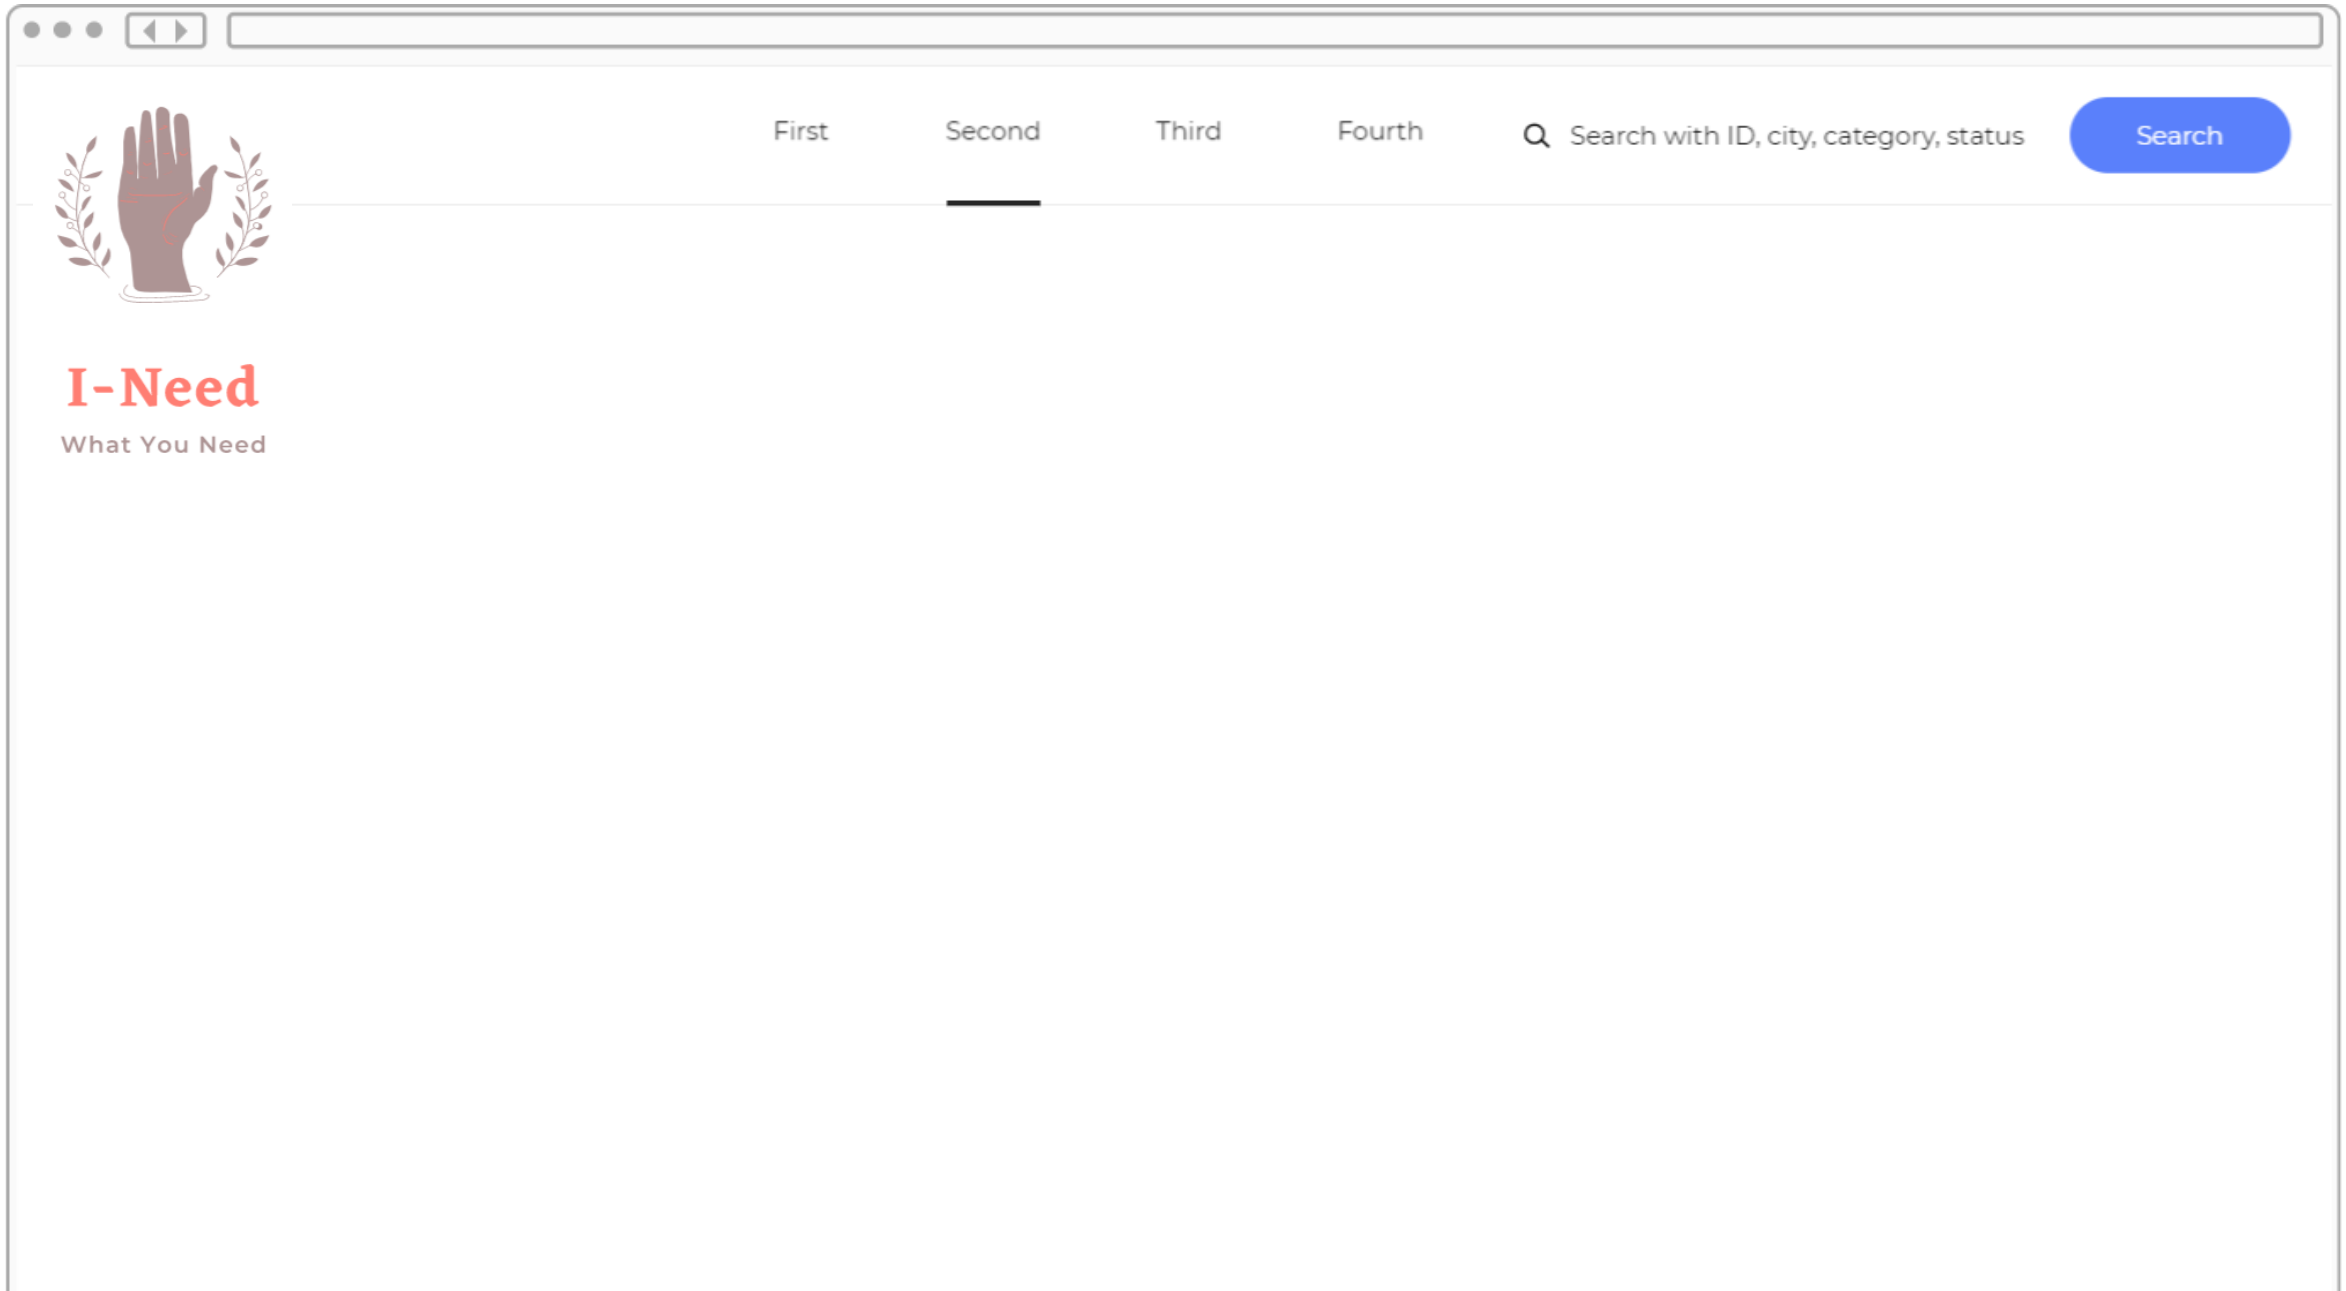 First Second Third Fourth Search with ID, city, category, status Search
I-Need
What You Need